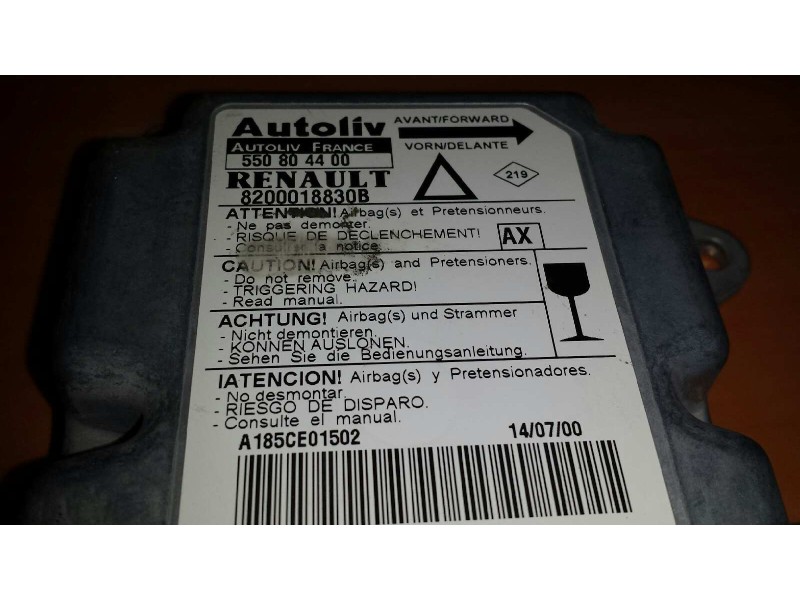 Autoliv
AVANT/FORWARD
AUTOLIV FRANCE
VORN/DELANTE
550 80 44 00
RENAULT
219
8200018830B
ATTENTION! Airbag(s) et Pretensionneurs.
- Ne pas demonter.
- RISQUE DE DECLENCHEMENT!
AX
- Consulter la notice.
CAUTION! Airbag(s) and Pretensioners.
- Do not remove.
- TRIGGERING HAZARD!
- Read manual.
ACHTUNG! Airbag(s) und Strammer
- Nicht demontieren.
- KONNEN AUSLONEN.
- Sehen Sie die Bedienungsanleitung.
IATENCION! Airbag(s) y Pretensionadores.
- No desmontar.
- RIESGO DE DISPARO.
- Consulte el manual.
A185CE01502
14/07/00